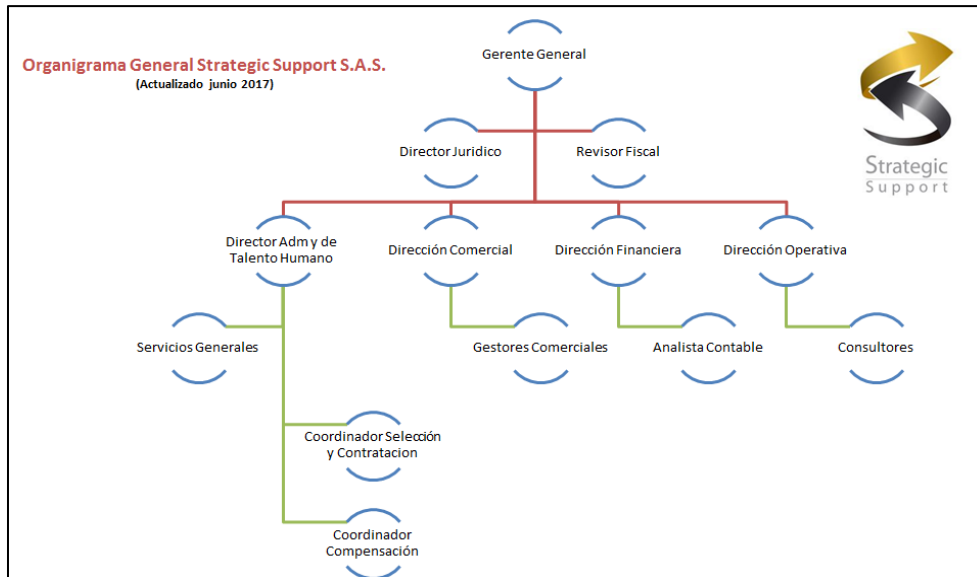 Organigrama General Strategic Support S.A.S.
(Actualizado junio 2017)
Gerente General
Strategic
Support
Director Juridico
Revisor Fiscal
Director Adm y de
Talento Humano
Dirección Comercial
Dirección Financiera
Dirección Operativa
Servicios Generales
Gestores Comerciales
Analista Contable
Consultores
Coordinador Selección
y Contratacion
Coordinador
Compensación